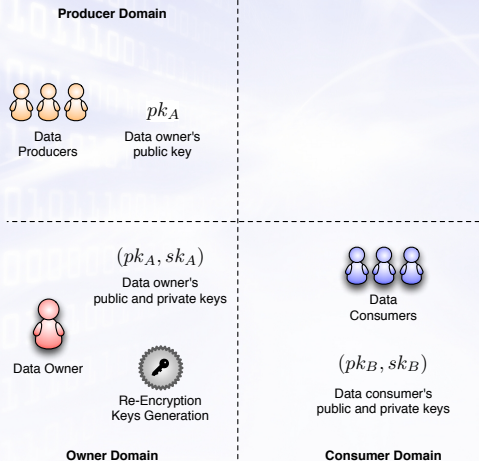 Producer Domain
pk_A
Data
Producers
Data owner's
public key
(pk_A, sk_A)
Data owner's
public and private keys
Data Owner
Re-Encryption
Keys Generation
Owner Domain
Data
Consumers
(pk_B, sk_B)
Data consumer's
public and private keys
Consumer Domain